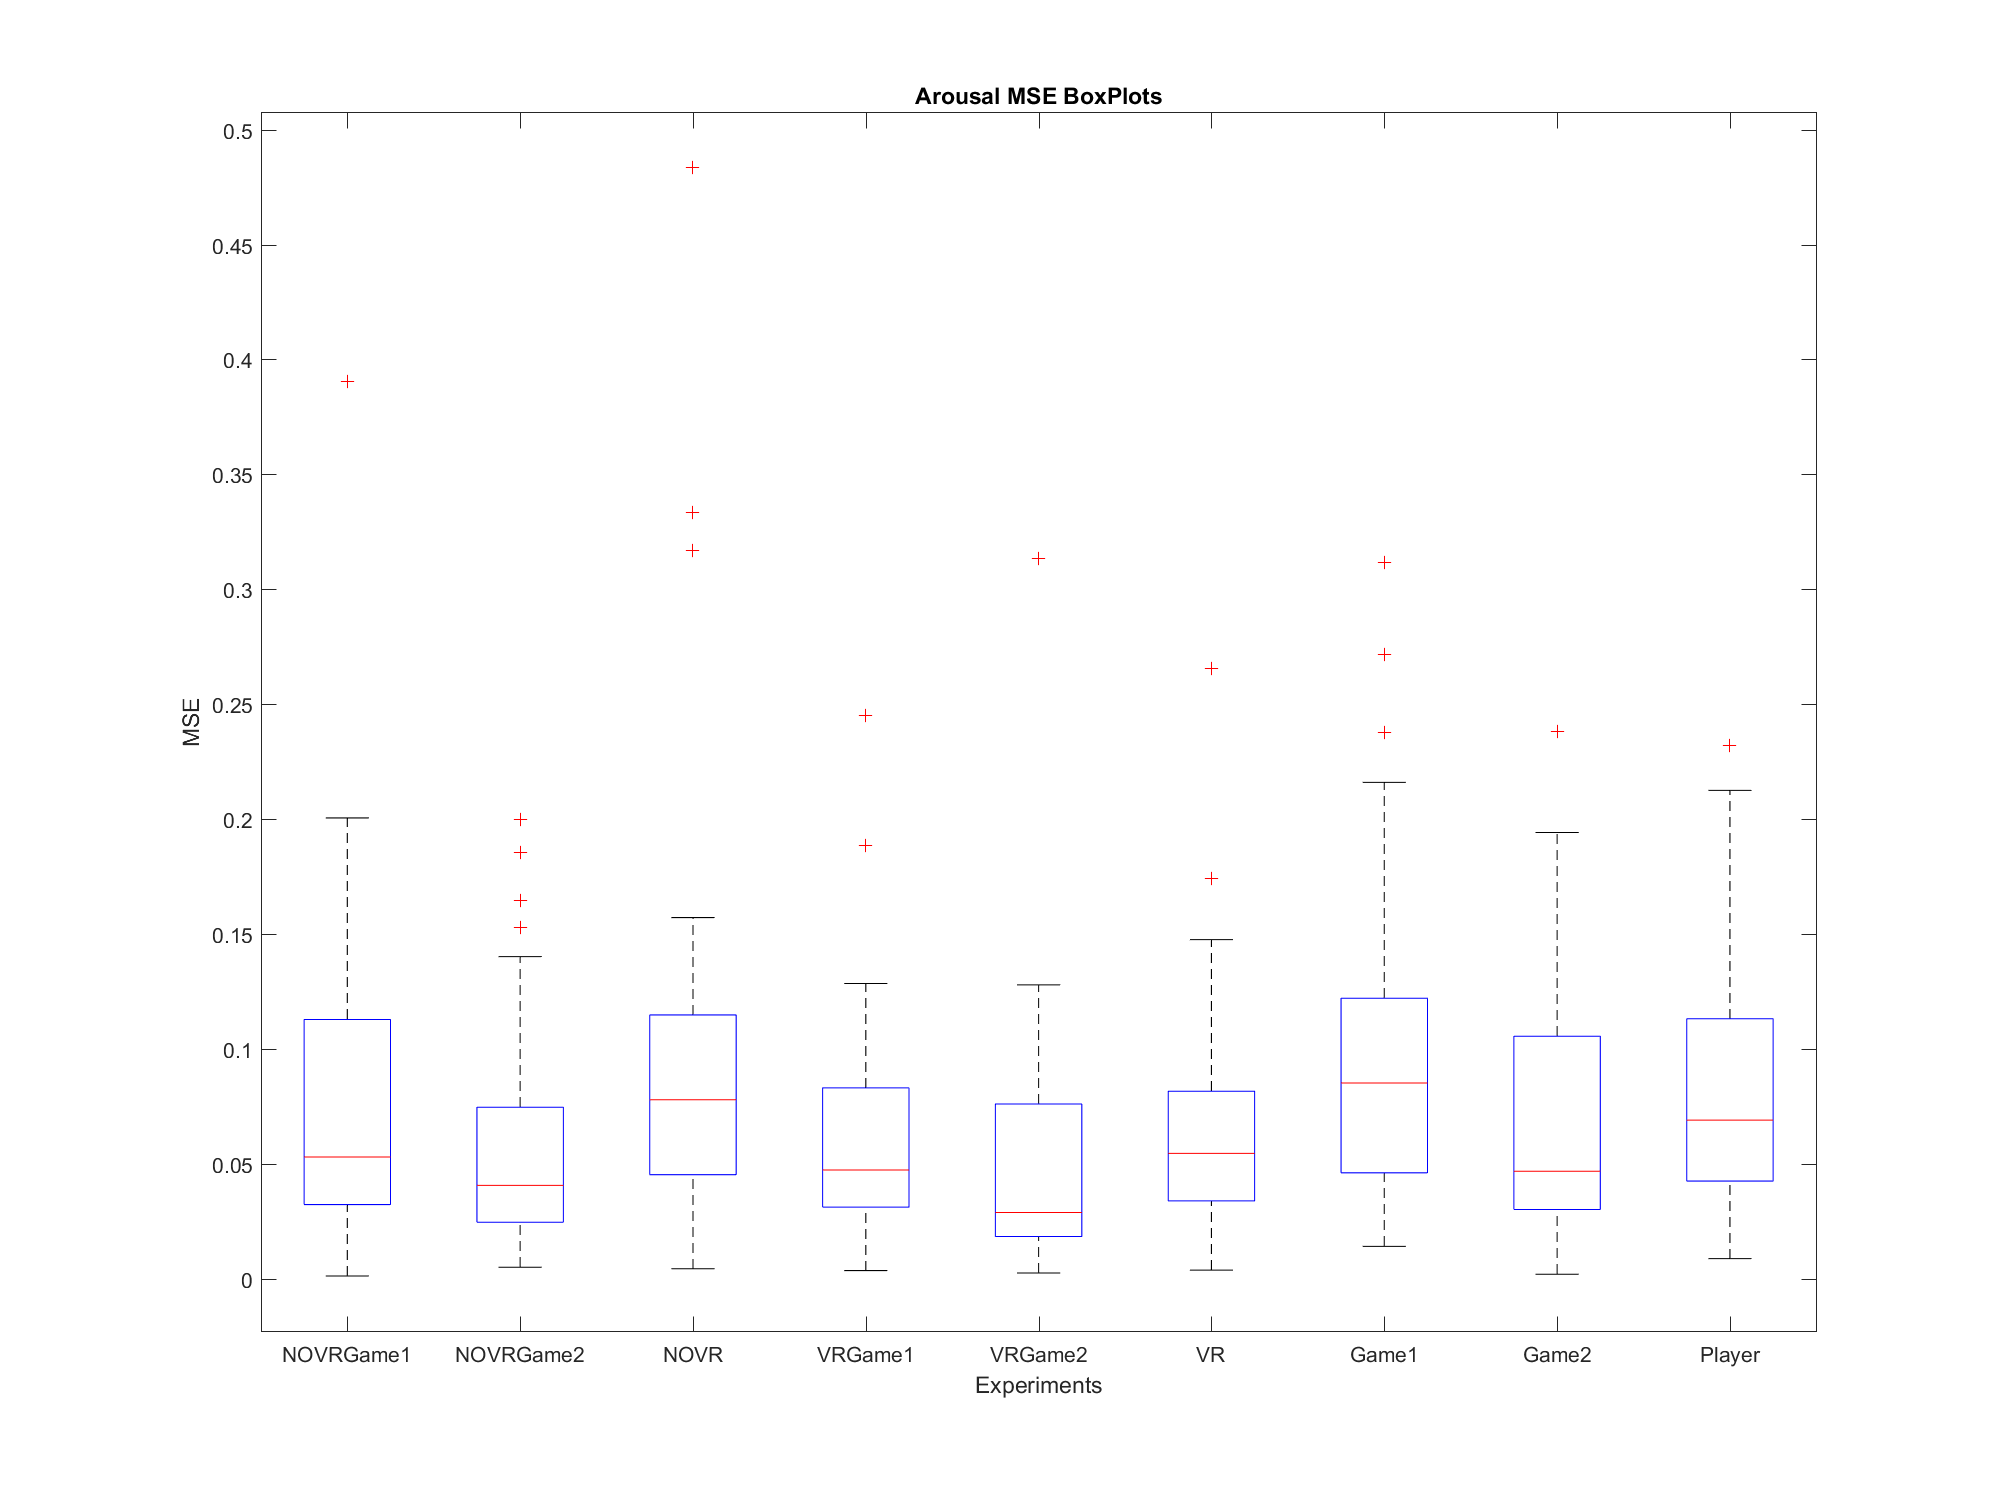 Arousal MSE BoxPlots
0.5
0.45
0.4
0.35
0.3
0.25
0.2
0.15
0.1
0.05
0
MSE
NOVRGame1 NOVRGame2 NOVR VRGame1 VRGame2 VR Game1 Game2 Player
Experiments